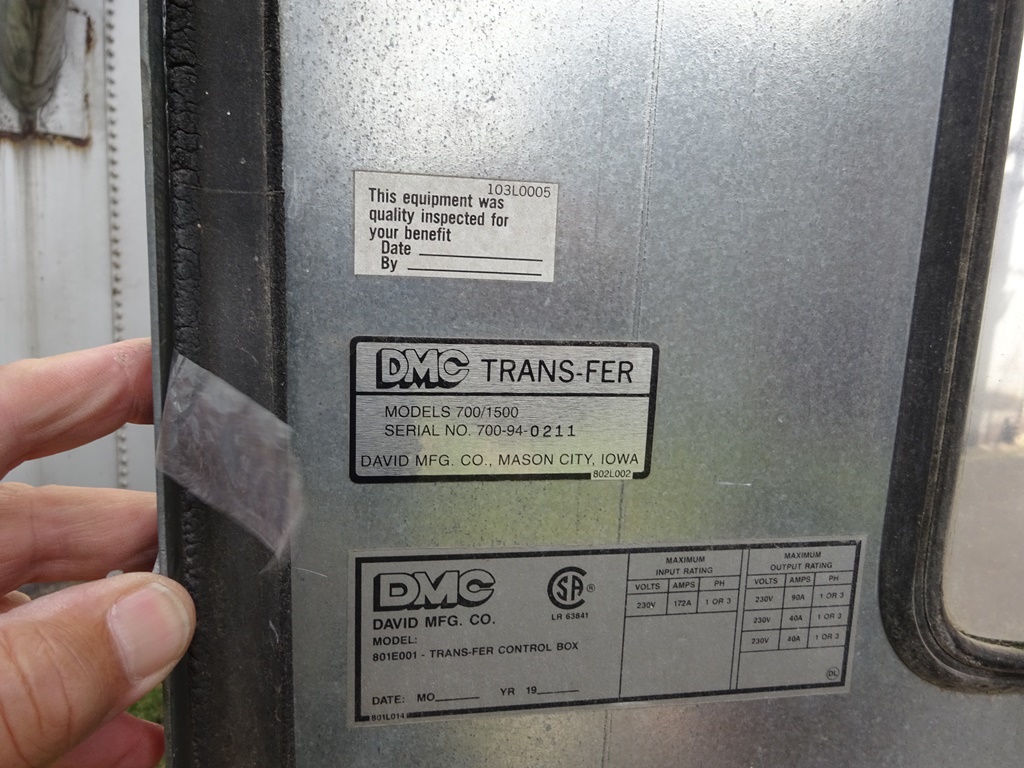 103L0005
This equipment was
quality inspected for
your benefit
Date
By
DMC TRANS-FER
MODELS 700/1500
SERIAL NO. 700-94-0211
DAVID MFG. CO., MASON CITY, IOWA
802L002
DMC
DAVID MFG. CO.
MODEL:
801E001 - TRANS-FER CONTROL BOX
DATE: MO YR 19
801L014
SA ®
LR 63841
MAXIMUM
INPUT RATING
VOLTS AMPS PH
230V 172A 1 OR 3
MAXIMUM
OUTPUT RATING
VOLTS AMPS PH
230V 90A 1 OR 3
230V 40A 1 OR 3
230V 40A 1 OR 3
DL